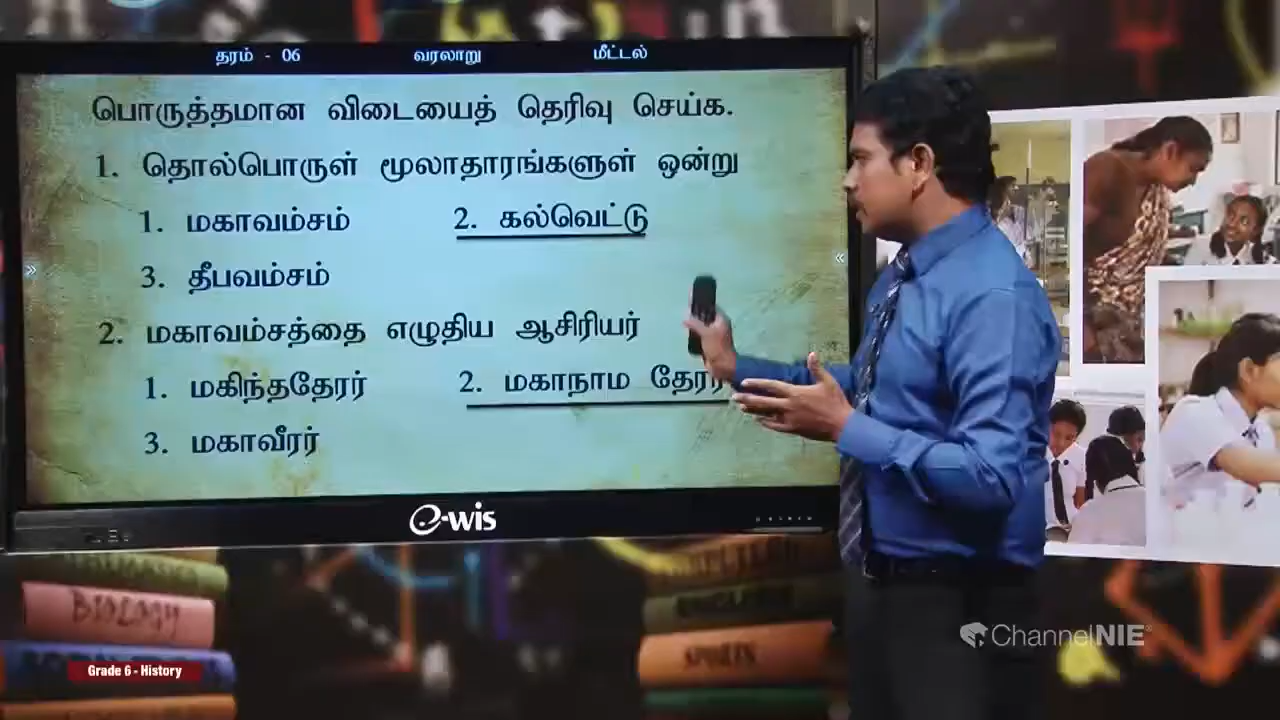 தரம் - 06 வரலாறு மீட்டல்
பொருத்தமான விடையைத் தெரிவு செய்க.
1. தொல்பொருள் மூலாதாரங்களுள் ஒன்று
1. மகாவம்சம் 2. கல்வெட்டு
3. தீபவம்சம்
2. மகாவம்சத்தை எழுதிய ஆசிரியர்
1. மகிந்ததேரர் 2. மகாநாம தேரர்
3. மகாவீரர்
e-wis
BIOLOGY
SPORTS
Grade 6 - History
ChannelNIE